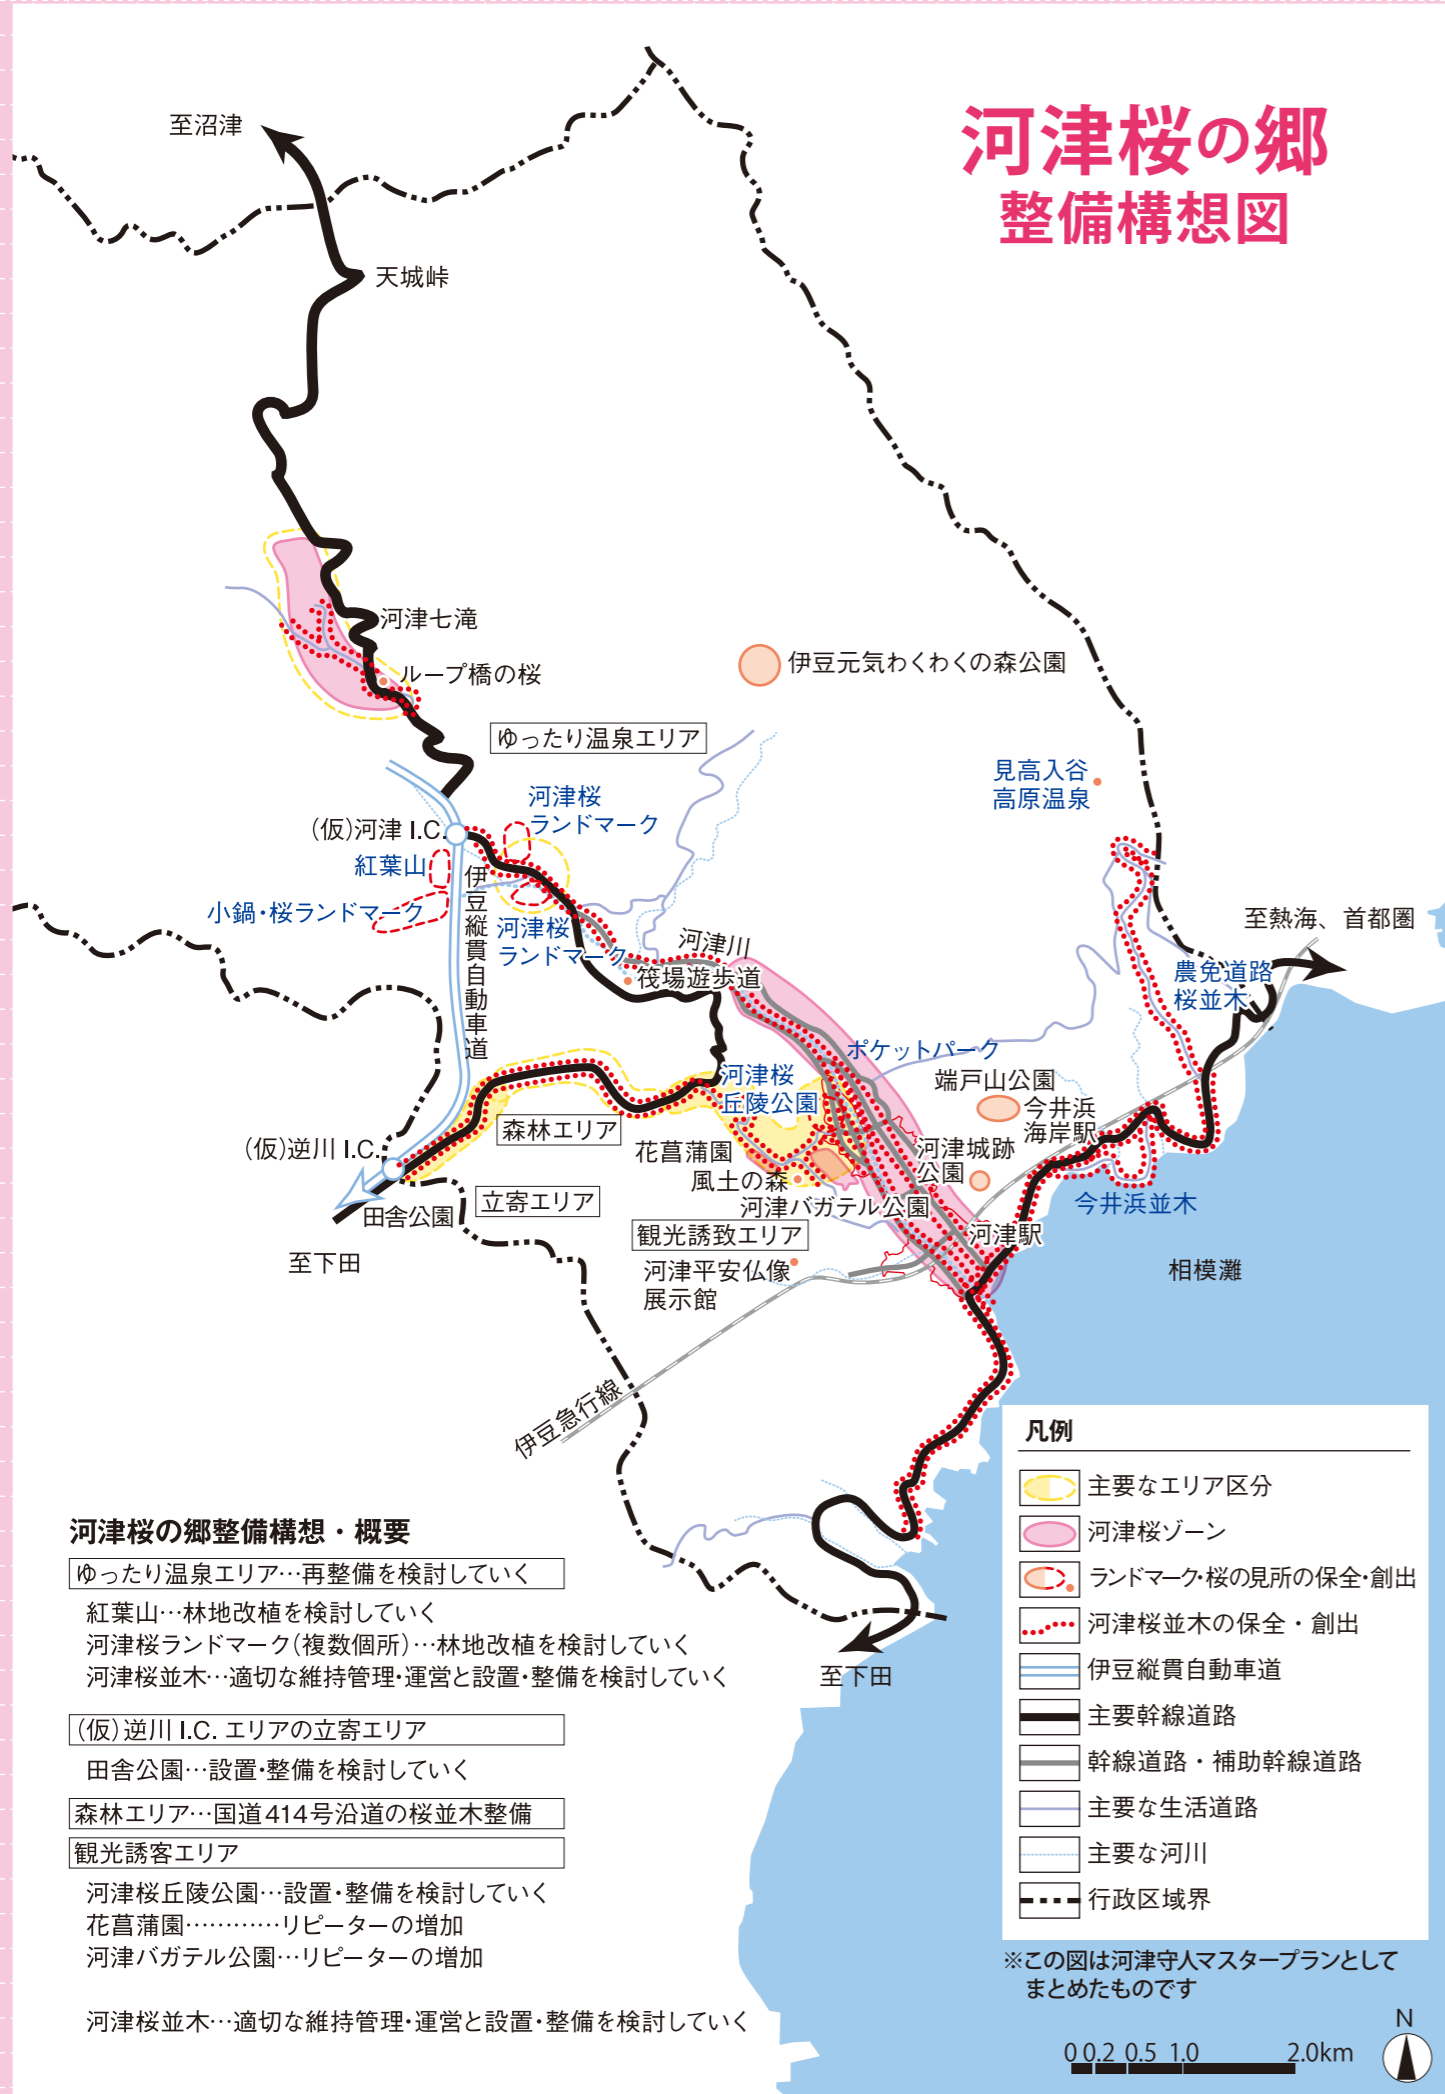 河津桜の郷
整備構想図
至沼津
天城峠
河津七滝
ループ橋の桜
伊豆元気わくわくの森公園
ゆったり温泉エリア
見高入谷
高原温泉
河津桜
ランドマーク
(仮)河津 I.C.
紅葉山
小鍋・桜ランドマーク
伊豆縦貫自動車道
河津桜
ランドマーク
河津川
筏場遊歩道
至熱海、首都圏
農免道路
桜並木
ポケットパーク
河津桜
丘陵公園
端戸山公園
今井浜
海岸駅
森林エリア
(仮)逆川 I.C.
花菖蒲園
風土の森
河津城跡
公園
河津バガテル公園
立寄エリア
田舎公園
今井浜並木
観光誘致エリア
河津駅
至下田
河津平安仏像
展示館
相模灘
伊豆急行線
至下田
凡例
主要なエリア区分
河津桜ゾーン
ランドマーク・桜の見所の保全・創出
河津桜並木の保全・創出
伊豆縦貫自動車道
主要幹線道路
幹線道路・補助幹線道路
主要な生活道路
主要な河川
行政区域界
※この図は河津守人マスタープランとして
まとめたものです
N
0 0.2 0.5 1.0 2.0km
河津桜の郷整備構想・概要
ゆったり温泉エリア…再整備を検討していく
紅葉山…林地改植を検討していく
河津桜ランドマーク(複数個所)…林地改植を検討していく
河津桜並木…適切な維持管理・運営と設置・整備を検討していく
(仮)逆川 I.C. エリアの立寄エリア
田舎公園…設置・整備を検討していく
森林エリア…国道414号沿道の桜並木整備
観光誘客エリア
河津桜丘陵公園…設置・整備を検討していく
花菖蒲園…………リピーターの増加
河津バガテル公園…リピーターの増加
河津桜並木…適切な維持管理・運営と設置・整備を検討していく